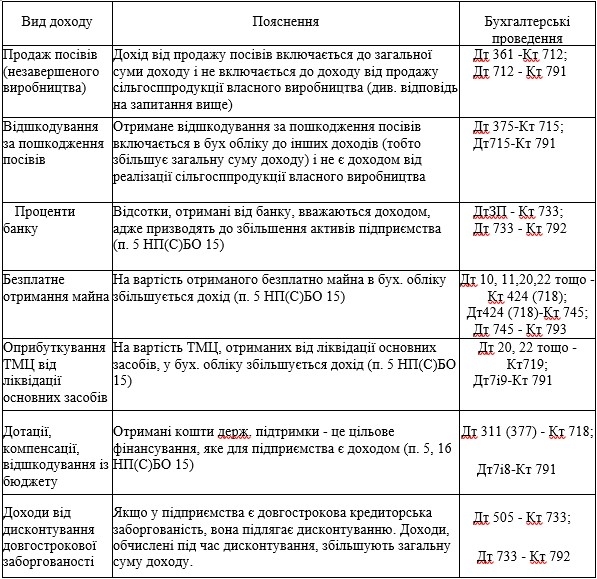 Вид доходу
Пояснення
Бухгалтерські
проведення
Продаж посівів
(незавершеного
виробництва)
Дохід від продажу посівів включається до загальної
суми доходу і не включається до доходу від продажу
сільгосппродукції власного виробництва (див. відповідь
на запитання вище)
Дт 361 -Кт 712;
Дт 712 - Кт 791
Відшкодування
за пошкодження
посівів
Отримане відшкодування за пошкодження посівів
включається в бух обліку до інших доходів (тобто
збільшує загальну суму доходу) і не є доходом від
реалізації сільгосппродукції власного виробництва
Дт 375-Кт 715;
Дт715-Кт 791
Проценти
банку
Відсотки, отримані від банку, вважаються доходом,
адже призводять до збільшення активів підприємства
(п. 5 НП(С)БО 15)
ДтЗП - Кт 733;
Дт 733 - Кт 792
Безплатне
отримання майна
На вартість отриманого безплатно майна в бух. обліку
збільшується дохід (п. 5 НП(С)БО 15)
Дт 10, 11,20,22 тощо -
Кт 424 (718);
Дт424 (718)-Кт 745;
Дт 745 - Кт 793
Оприбуткування
ТМЦ від
ліквідації
основних засобів
На вартість ТМЦ, отриманих від ліквідації основних
засобів, у бух. обліку збільшується дохід (п. 5 НП(С)БО
15)
Дт 20, 22 тощо -
Кт719;
Дт7і9-Кт 791
Дотації,
компенсації,
відшкодування із
бюджету
Отримані кошти держ. підтримки - це цільове
фінансування, яке для підприємства є доходом (п. 5, 16
НП(С)БО 15)
Дт 311 (377) - Кт 718;
Дт7і8-Кт 791
Доходи від
дисконтування
довгострокової
заборгованості
Якщо у підприємства є довгострокова кредиторська
заборгованість, вона підлягає дисконтуванню. Доходи,
обчислені під час дисконтування, збільшують загальну
суму доходу.
Дт 505 - Кт 733;
Дт 733 - Кт 792